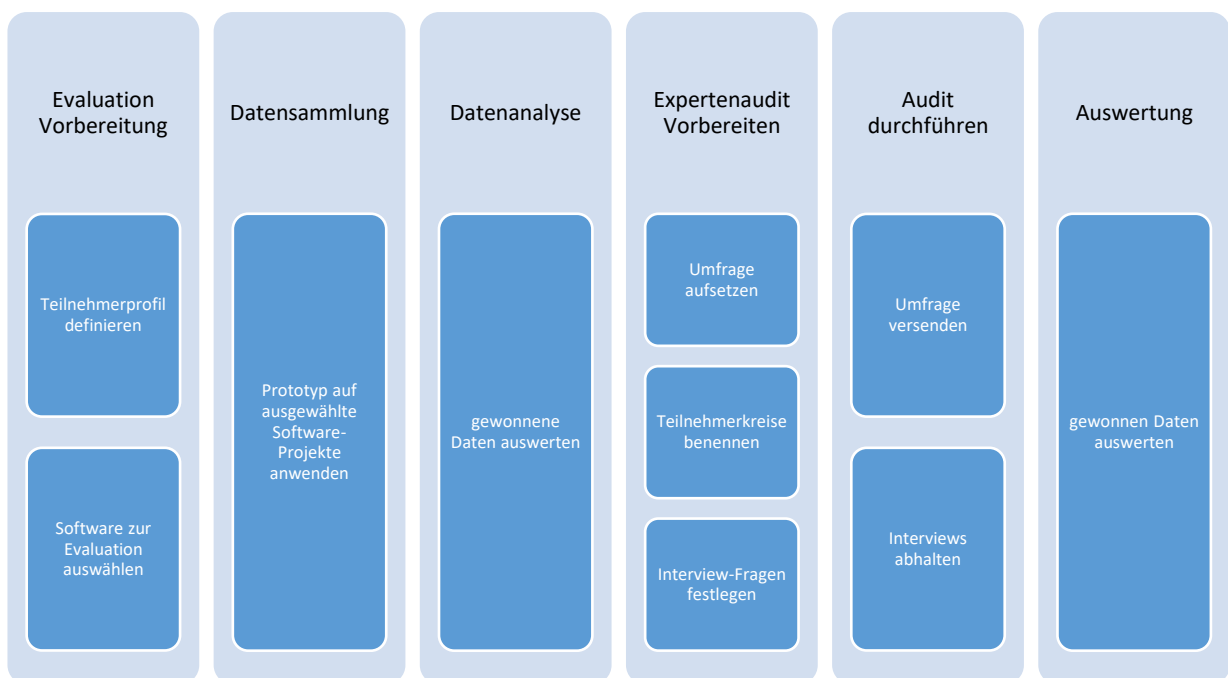 Evaluation
Vorbereitung
Teilnehmerprofil
definieren
Software zur
Evaluation
auswählen
Datensammlung
Prototyp auf
ausgewählte
Software-
Projekte
anwenden
Datenanalyse
gewonnene
Daten auswerten
Expertenaudit
Vorbereiten
Umfrage
aufsetzen
Teilnehmerkreise
benennen
Interview-Fragen
festlegen
Audit
durchführen
Umfrage
versenden
Interviews
abhalten
Auswertung
gewonnen Daten
auswerten